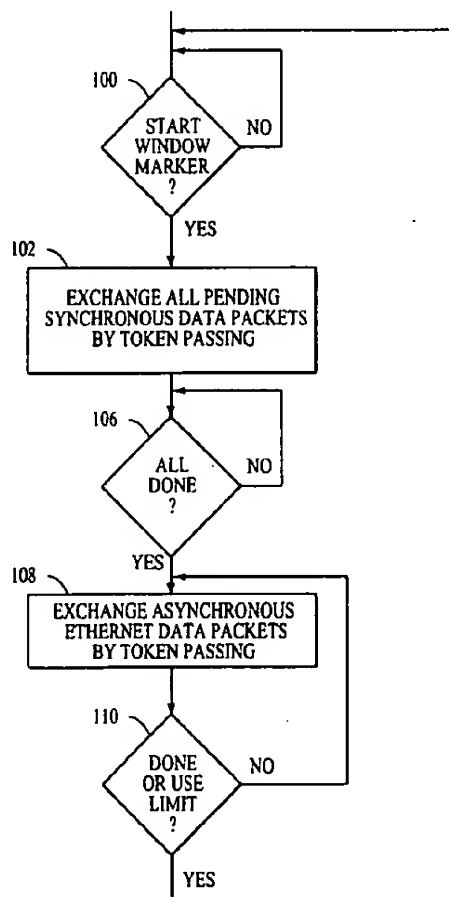 100
START
WINDOW
MARKER
?
NO
YES
102
EXCHANGE ALL PENDING
SYNCHRONOUS DATA PACKETS
BY TOKEN PASSING
106
ALL
DONE
?
NO
YES
108
EXCHANGE ASYNCHRONOUS
ETHERNET DATA PACKETS
BY TOKEN PASSING
110
DONE
OR USE
LIMIT
?
NO
YES